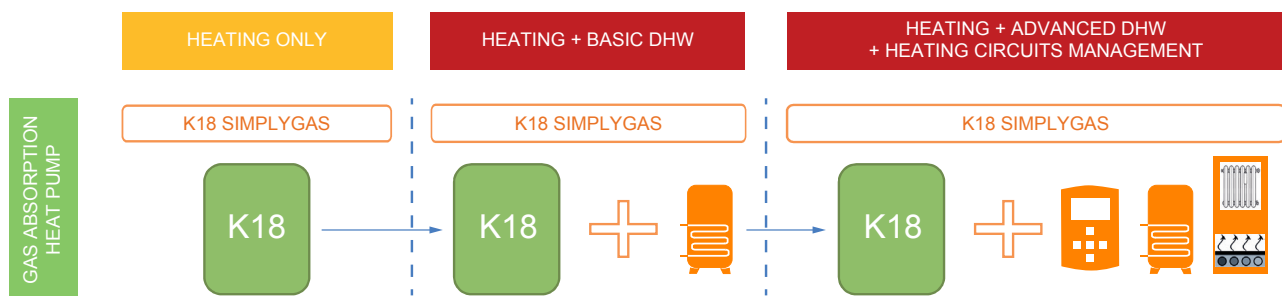 HEATING ONLY
HEATING + BASIC DHW
HEATING + ADVANCED DHW
+ HEATING CIRCUITS MANAGEMENT
GAS ABSORPTION
HEAT PUMP
K18 SIMPLYGAS
K18 SIMPLYGAS
K18 SIMPLYGAS
K18
K18
K18